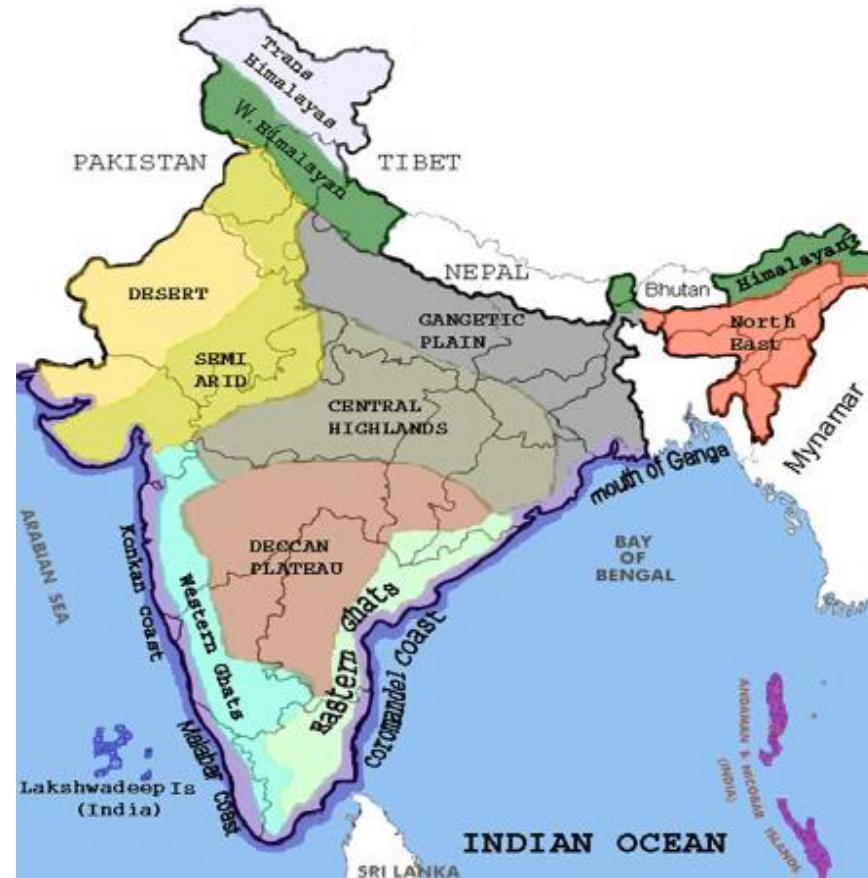 Trans
Himalayas
W. Himalayan
PAKISTAN
TIBET
NEPAL
Bhutan
Himalayan?
DESERT
GANGETIC
PLAIN
North
East
SEMI
ARID
CENTRAL
HIGHLANDS
Mynamar
mouth of Ganga
ARABIAN SEA
Konkan coast
DECCAN
PLATEAU
BAY
OF
BENGAL
Western Ghats
Eastern Ghats
Coromandel Coast
Malabar coast
Lakshwadeep Is
(India)
ANDAMAN & NICOBAR ISLANDS
(INDIA)
INDIAN OCEAN
SRI LANKA